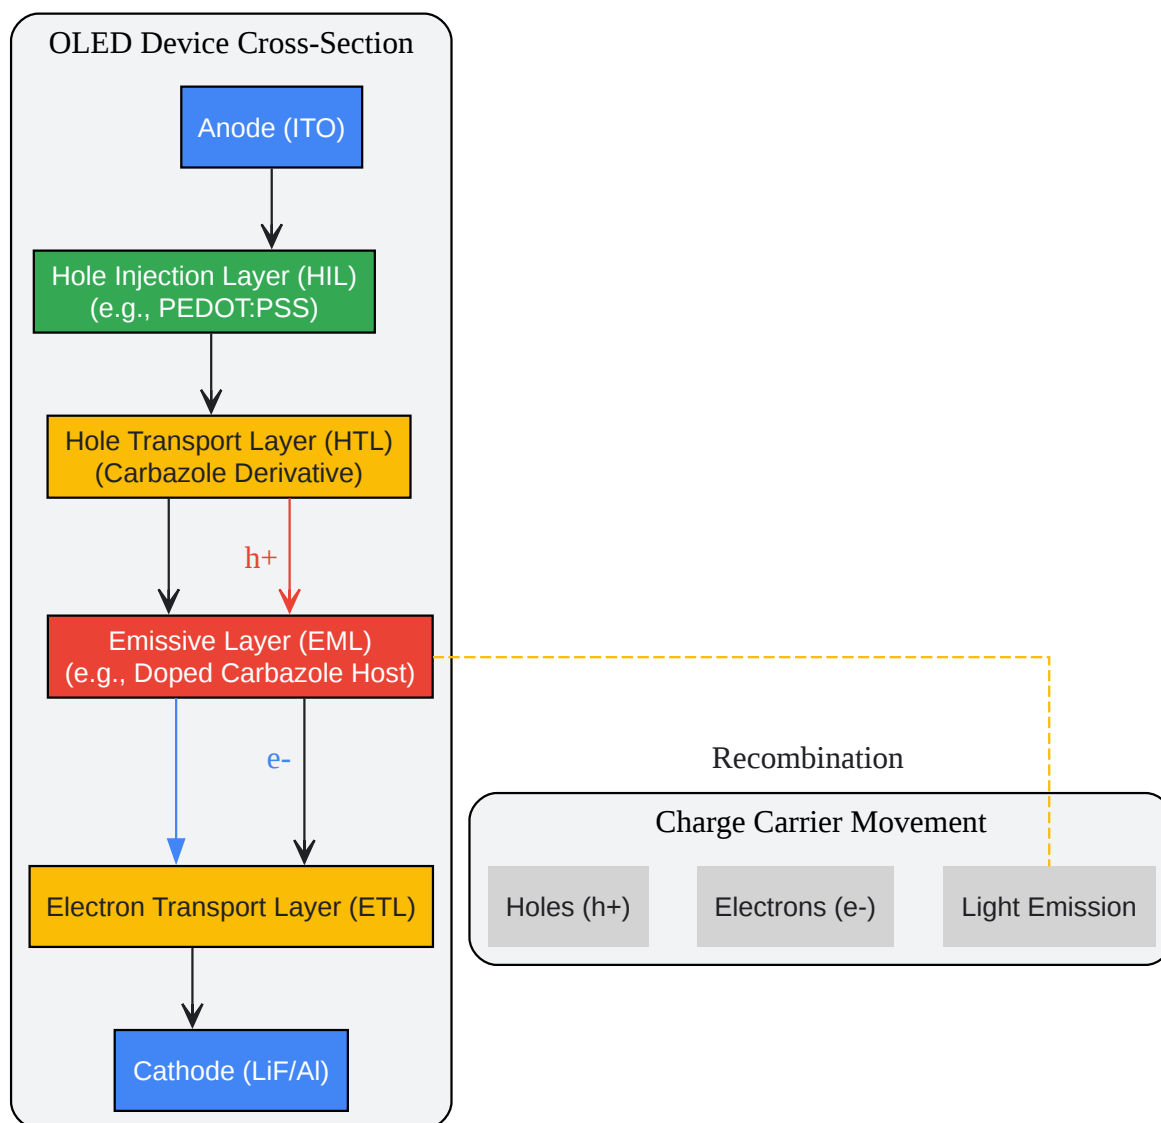 OLED Device Cross-Section
Anode (ITO)
Hole Injection Layer (HIL)
(e.g., PEDOT:PSS)
Hole Transport Layer (HTL)
(Carbazole Derivative)
h+
Emissive Layer (EML)
(e.g., Doped Carbazole Host)
e-
Electron Transport Layer (ETL)
Cathode (LiF/Al)
Recombination
Charge Carrier Movement
Holes (h+)
Electrons (e-)
Light Emission